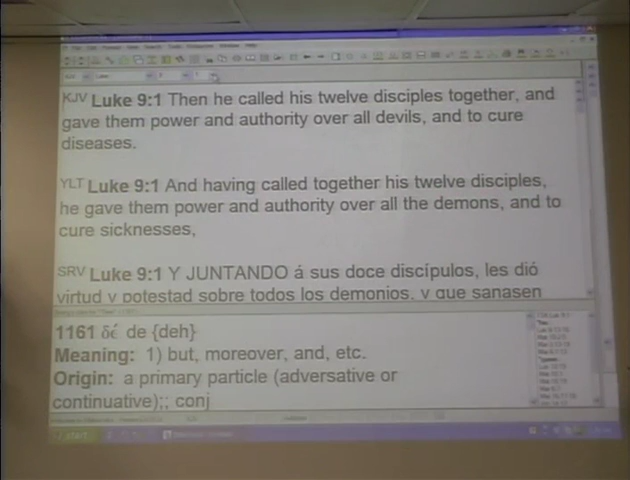 KJV Luke 9:1 Then he called his twelve disciples together, and
gave them power and authority over all devils, and to cure
diseases.
YLT Luke 9:1 And having called together his twelve disciples,
he gave them power and authority over all the demons, and to
cure sicknesses,
SRV Luke 9:1 Y JUNTANDO á sus doce discípulos, les dió
virtud y potestad sobre todos los demonios, y que sanasen
1161 δέ de {deh}
Meaning: 1) but, moreover, and, etc.
Origin: a primary particle (adversative or
continuative);; conj
start